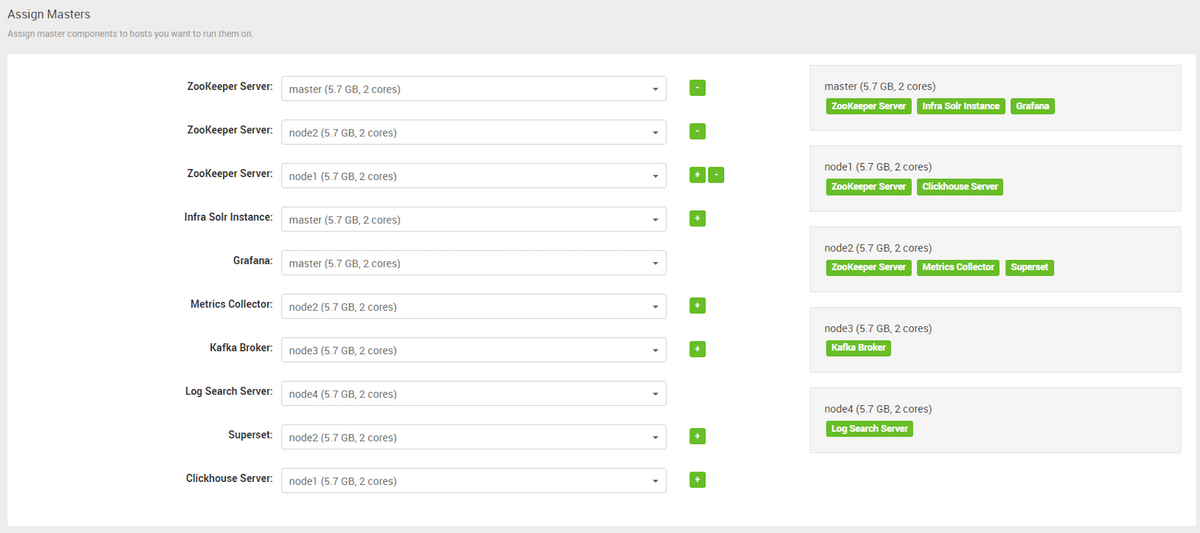 Assign Masters
Assign master components to hosts you want to run them on.
ZooKeeper Server: master (5.7 GB, 2 cores) -
ZooKeeper Server: node2 (5.7 GB, 2 cores) -
ZooKeeper Server: node1 (5.7 GB, 2 cores) + -
Infra Solr Instance: master (5.7 GB, 2 cores) +
Grafana: master (5.7 GB, 2 cores)
Metrics Collector: node2 (5.7 GB, 2 cores) +
Kafka Broker: node3 (5.7 GB, 2 cores) +
Log Search Server: node4 (5.7 GB, 2 cores)
Superset: node2 (5.7 GB, 2 cores) +
Clickhouse Server: node1 (5.7 GB, 2 cores) +
master (5.7 GB, 2 cores)
ZooKeeper Server Infra Solr Instance Grafana
node1 (5.7 GB, 2 cores)
ZooKeeper Server Clickhouse Server
node2 (5.7 GB, 2 cores)
ZooKeeper Server Metrics Collector Superset
node3 (5.7 GB, 2 cores)
Kafka Broker
node4 (5.7 GB, 2 cores)
Log Search Server